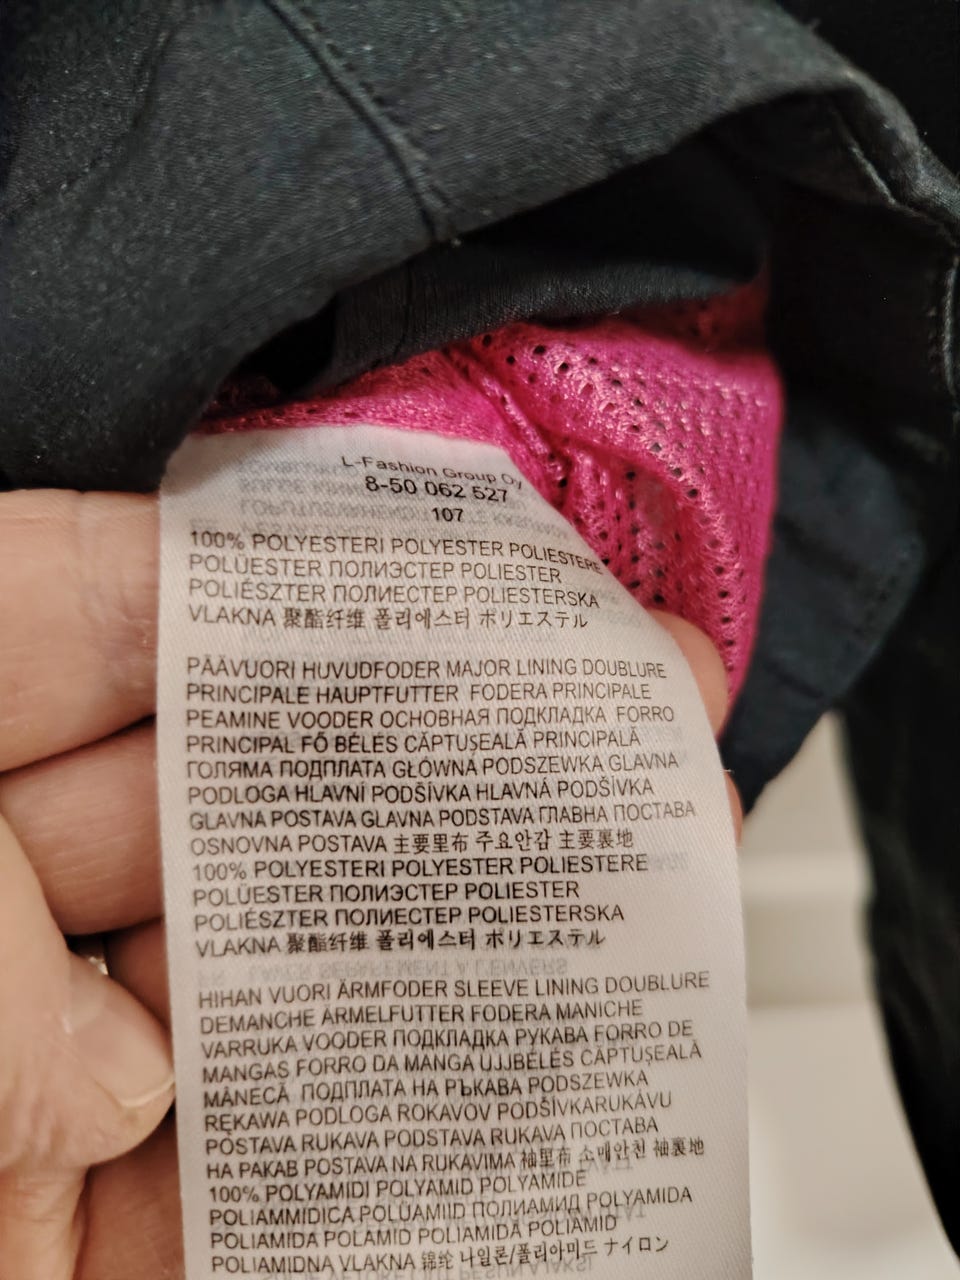 L-Fashion Group Oy
8-50 062 527
107
100% POLYESTERI POLYESTER POLIESTERE
POLÜESTER ПОЛИЭСТЕР POLIESTER
POLIÉSZTER ПОЛИЕСТЕР POLIESTERSKA
VLAKNA 聚酯纤维 폴리에스터 ポリエステル
PÄÄVUORI HUVUDFODER MAJOR LINING DOUBLURE
PRINCIPALE HAUPTFUTTER FODERA PRINCIPALE
PEAMINE VOODER ОСНОВНАЯ ПОДКЛАДКА FORRO
PRINCIPAL FŐ BÉLÉS CĂPTUŞEALĂ PRINCIPALĂ
ГОЛЯМА ПОДПЛАТА GŁÓWNA PODSZEWKA GLAVNA
PODLOGA HLAVNÍ PODŠÍVKA HLAVNÁ PODŠÍVKA
GLAVNA POSTAVA GLAVNA PODSTAVA ГЛАВНА ПОСТАВА
OSNOVNA POSTAVA 主要里布 주요안감 主要裏地
100% POLYESTERI POLYESTER POLIESTERE
POLÜESTER ПОЛИЭСТЕР POLIESTER
POLIÉSZTER ПОЛИЕСТЕР POLIESTERSKA
VLAKNA 聚酯纤维 폴리에스터 ポリエステル
HIHAN VUORI ÄRMFODER SLEEVE LINING DOUBLURE
DEMANCHE ÄRMELFUTTER FODERA MANICHE
VARRUKA VOODER ПОДКЛАДКА РУКАВА FORRO DE
MANGAS FORRO DA MANGA UJJBÉLÉS CĂPTUŞEALĂ
MÂNECĂ ПОДПЛАТА НА РЪКАВА PODSZEWKA
RĘKAWA PODLOGA ROKAVOV PODŠÍVKARUKÁVU
POSTAVA RUKAVA PODSTAVA RUKAVA ПОСТАВА
НА РАКАВ POSTAVA NA RUKAVIMA 袖里布 소매안천 袖裏地
100% POLYAMIDI POLYAMID POLYAMIDE
POLIAMMIDICA POLÜAMIID ПОЛИАМИД POLYAMIDA
POLIAMIDA POLAMID POLIAMIDĂ POLIAMID
POLIAMIDNA VLAKNA 锦纶 나일론/폴리아미드 ナイロン